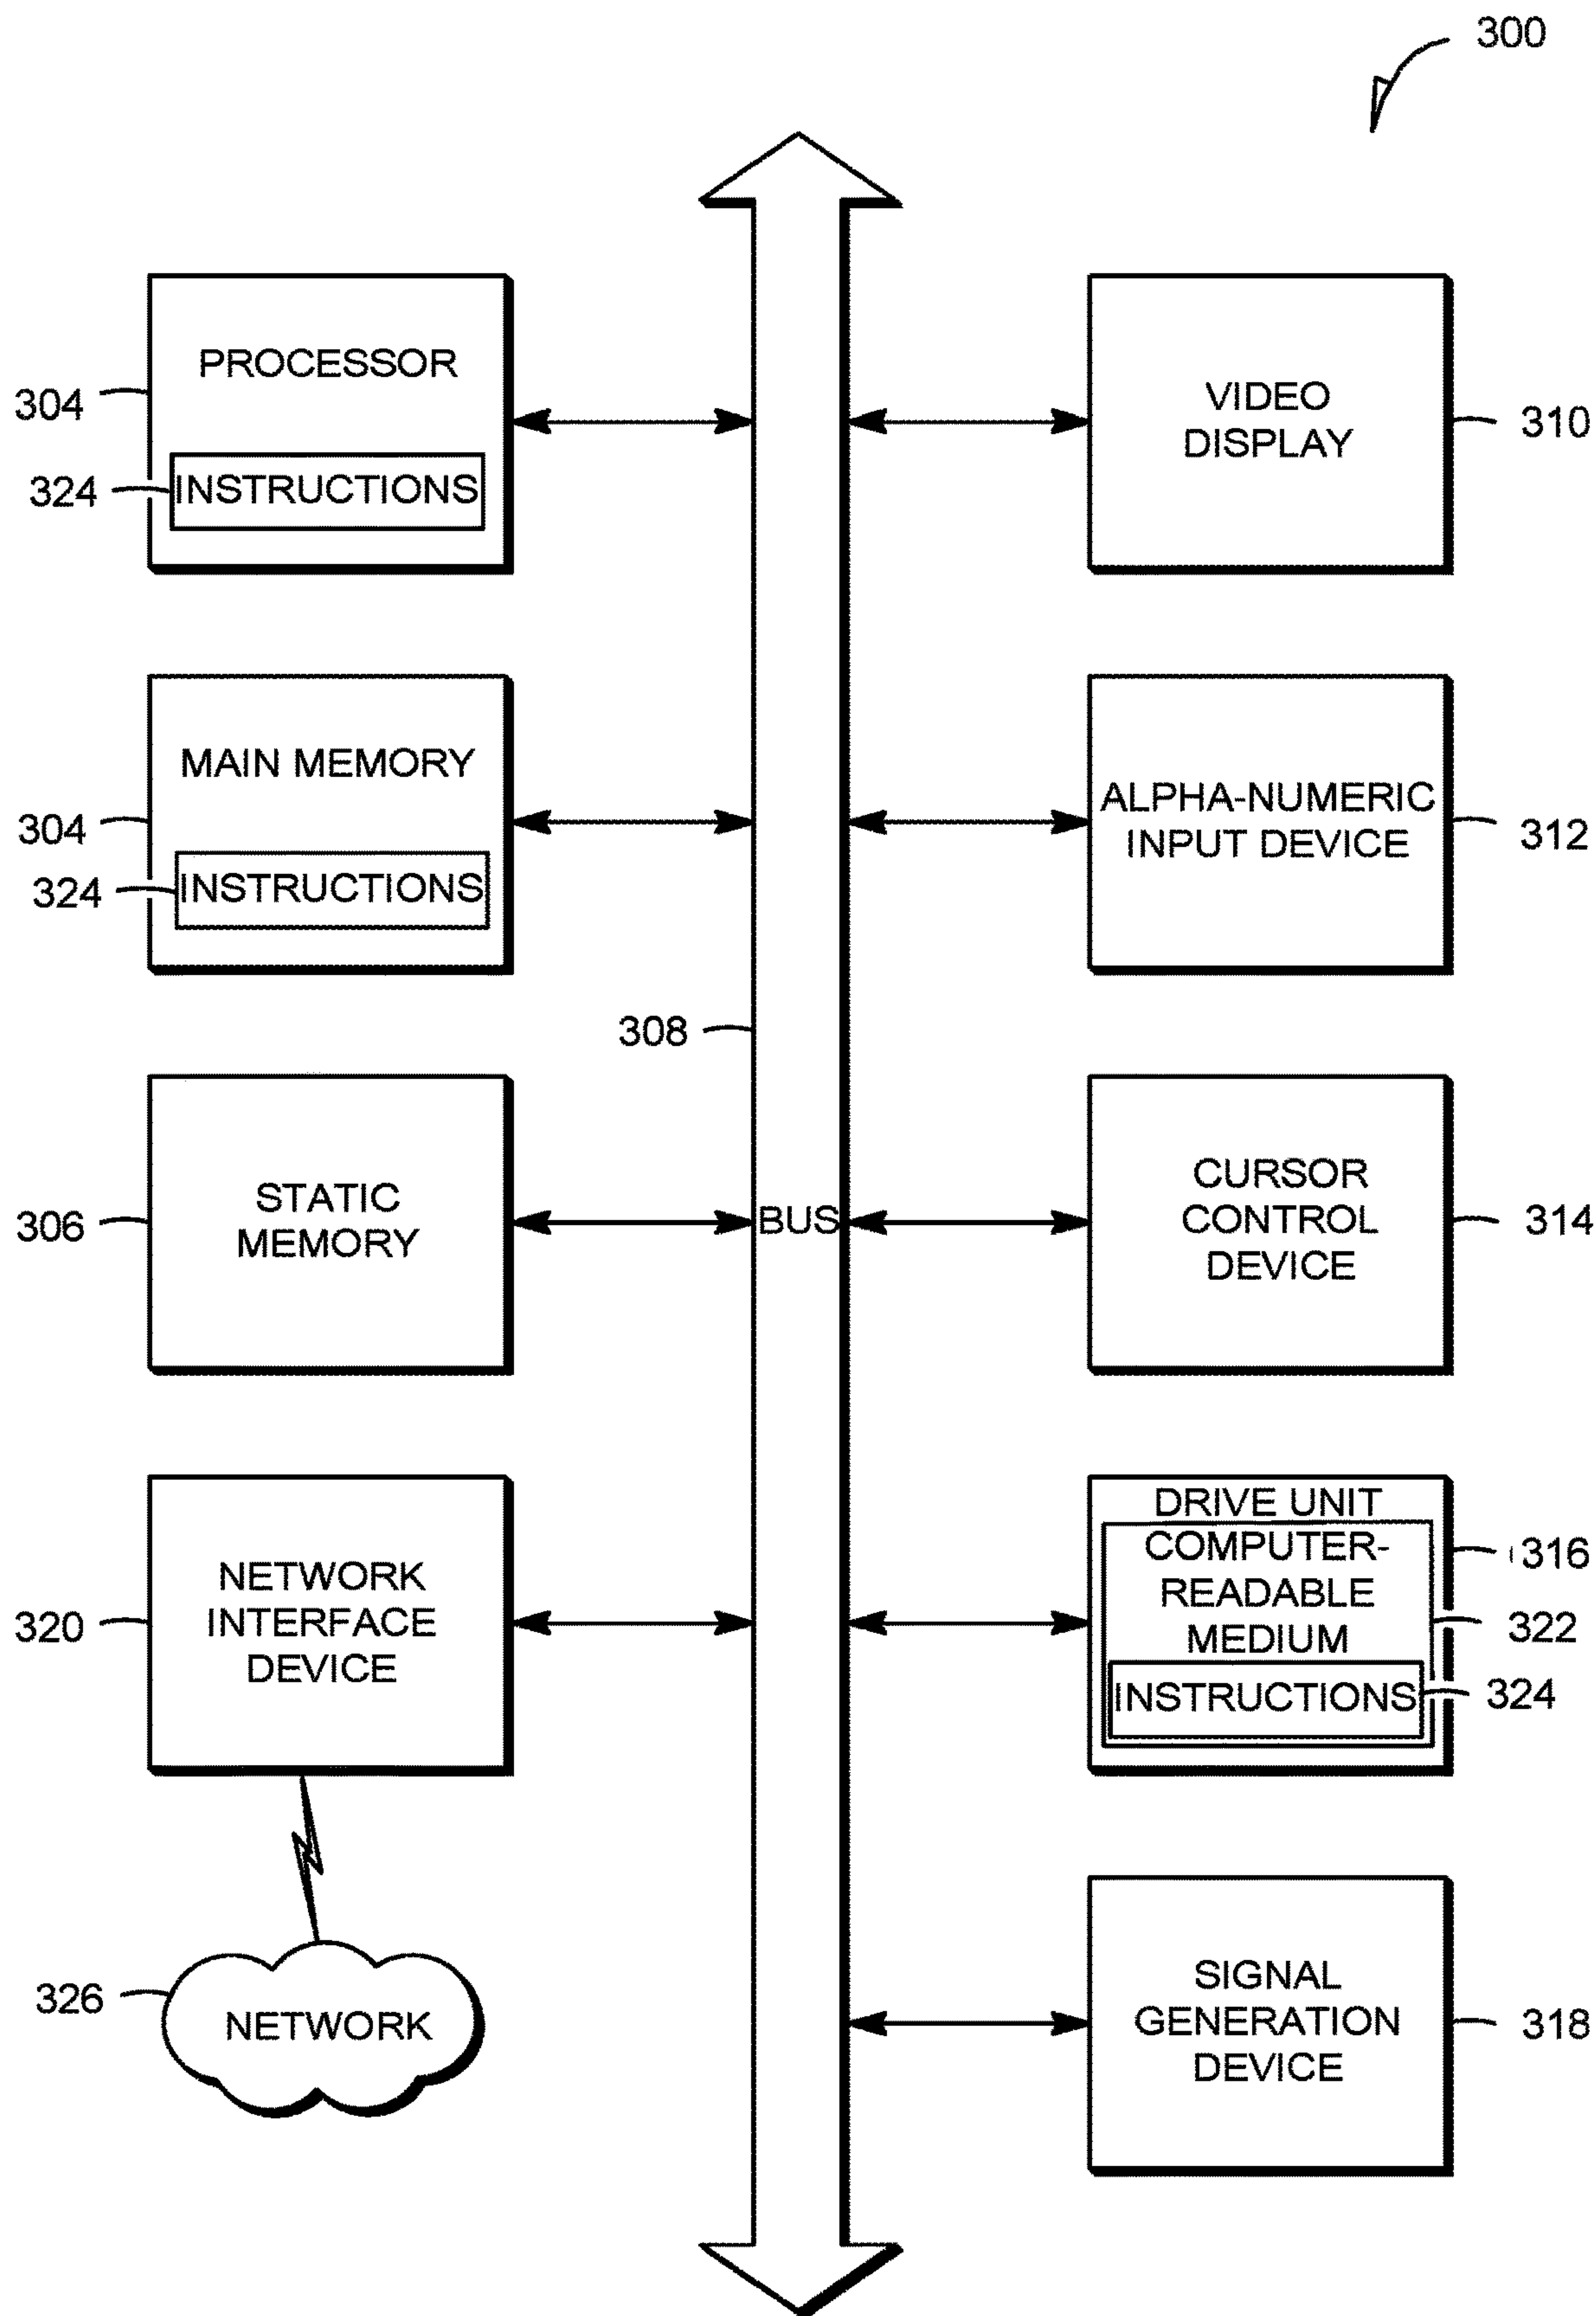 300
PROCESSOR
304
324
INSTRUCTIONS
MAIN MEMORY
304
324
INSTRUCTIONS
308
STATIC
MEMORY
306
NETWORK
INTERFACE
DEVICE
320
326
NETWORK
BUS
VIDEO
DISPLAY
310
ALPHA-NUMERIC
INPUT DEVICE
312
CURSOR
CONTROL
DEVICE
314
DRIVE UNIT
316
COMPUTER-
READABLE
MEDIUM
322
INSTRUCTIONS
324
SIGNAL
GENERATION
DEVICE
318